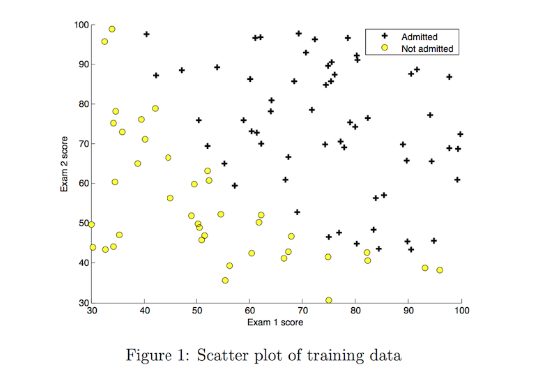 100
90
80
70
60
50
40
30
30 40 50 60 70 80 90 100
Exam 2 score
Exam 1 score
Admitted
Not admitted
Figure 1: Scatter plot of training data